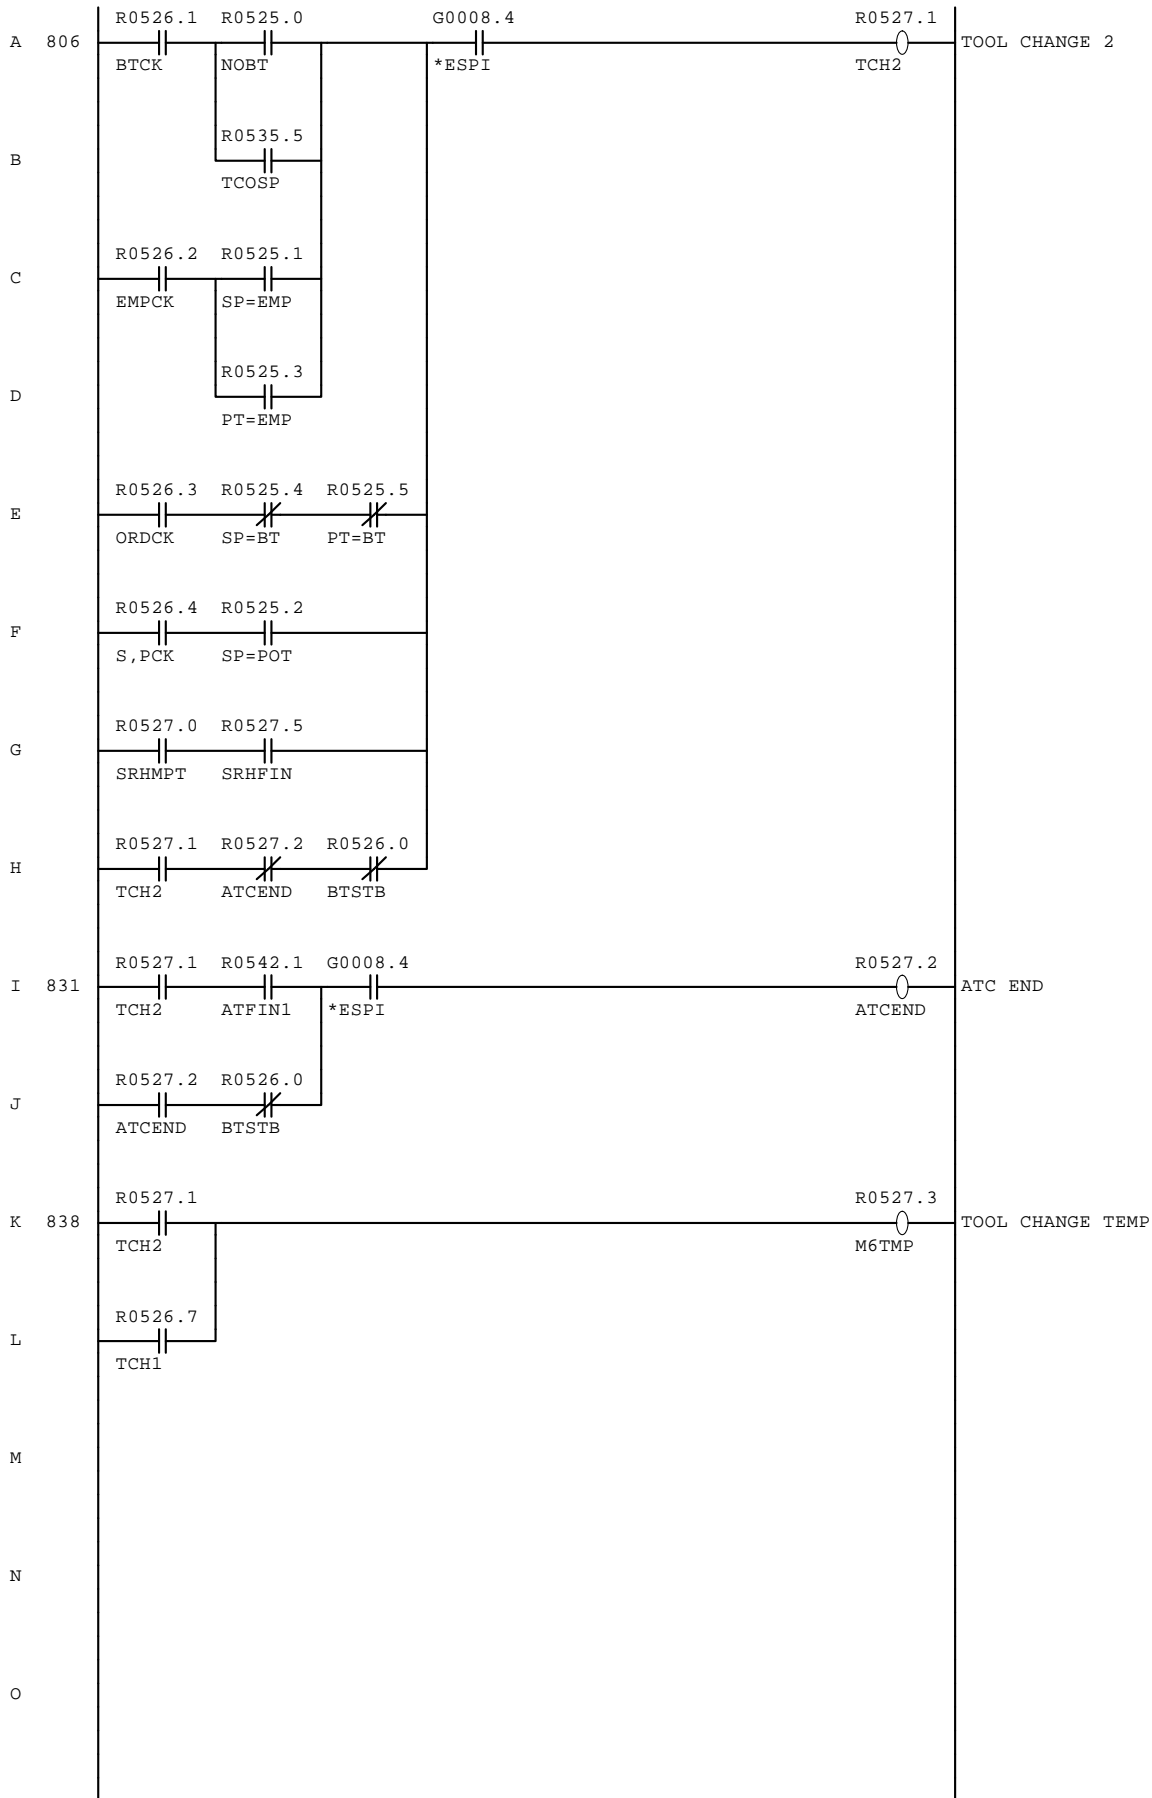 R0526.1 R0525.0 G0008.4 R0527.1
A 806 TOOL CHANGE 2
BTCK NOBT *ESPI TCH2
R0535.5
B
TCOSP
R0526.2 R0525.1
C
EMPCK SP=EMP
R0525.3
D
PT=EMP
R0526.3 R0525.4 R0525.5
E
ORDCK SP=BT PT=BT
R0526.4 R0525.2
F
S,PCK SP=POT
R0527.0 R0527.5
G
SRHMPT SRHFIN
R0527.1 R0527.2 R0526.0
H
TCH2 ATCEND BTSTB
R0527.1 R0542.1 G0008.4 R0527.2
I 831 ATC END
TCH2 ATFIN1 *ESPI ATCEND
R0527.2 R0526.0
J
ATCEND BTSTB
R0527.1 R0527.3
K 838 TOOL CHANGE TEMP
TCH2 M6TMP
R0526.7
L
TCH1
M
N
O